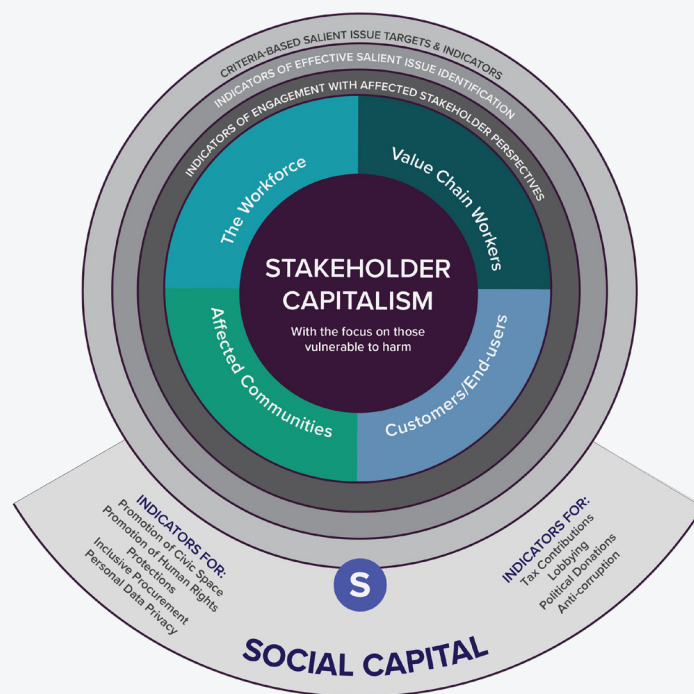 CRITERIA-BASED SALIENT ISSUE TARGETS & INDICATORS
INDICATORS OF EFFECTIVE SALIENT ISSUE IDENTIFICATION
INDICATORS OF ENGAGEMENT WITH AFFECTED STAKEHOLDER PERSPECTIVES
The Workforce
Value Chain Workers
STAKEHOLDER
CAPITALISM
With the focus on those
vulnerable to harm
Affected Communities
Customers/End-users
INDICATORS FOR:
Promotion of Civic Space
Promotion of Human Rights
Protections
Inclusive Procurement
Personal Data Privacy
INDICATORS FOR:
Tax Contributions
Lobbying
Political Donations
Anti-corruption
S
SOCIAL CAPITAL